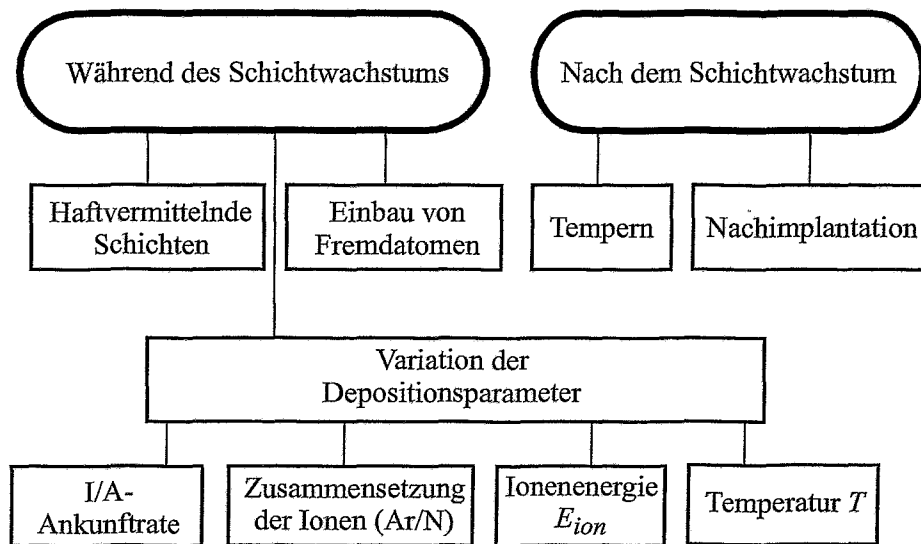 Während des Schichtwachstums
Nach dem Schichtwachstum
Haftvermittelnde
Schichten
Einbau von
Fremdatomen
Tempern
Nachimplantation
Variation der
Depositionsparameter
I/A-
Ankunftrate
Zusammensetzung
der Ionen (Ar/N)
Ionenenergie
E_ion
Temperatur T